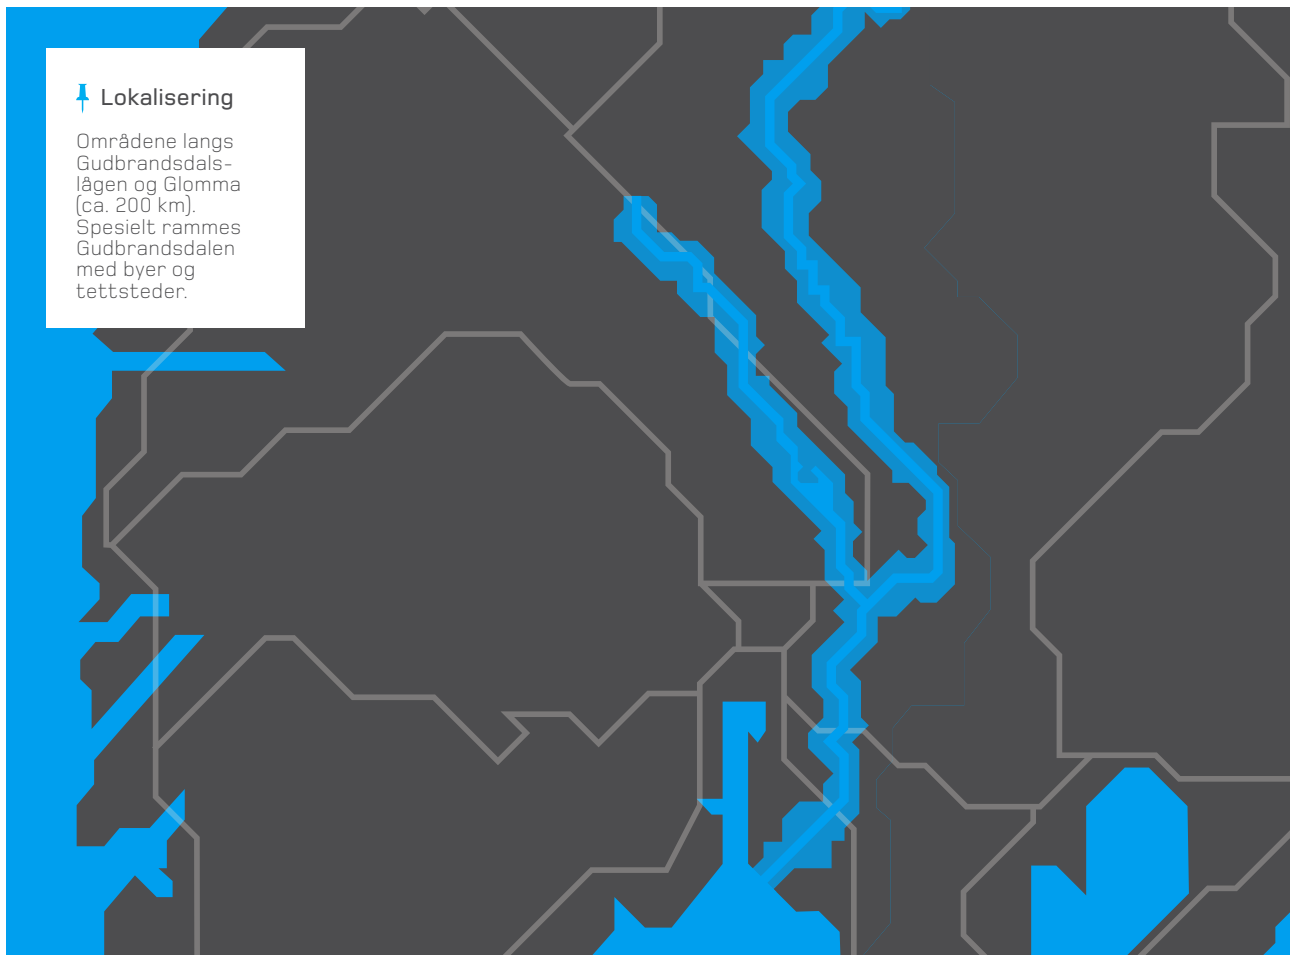 Lokalisering
Områdene langs
Gudbrandsdals-
lågen og Glomma
(ca. 200 km).
Spesielt rammes
Gudbrandsdalen
med byer og
tettsteder.